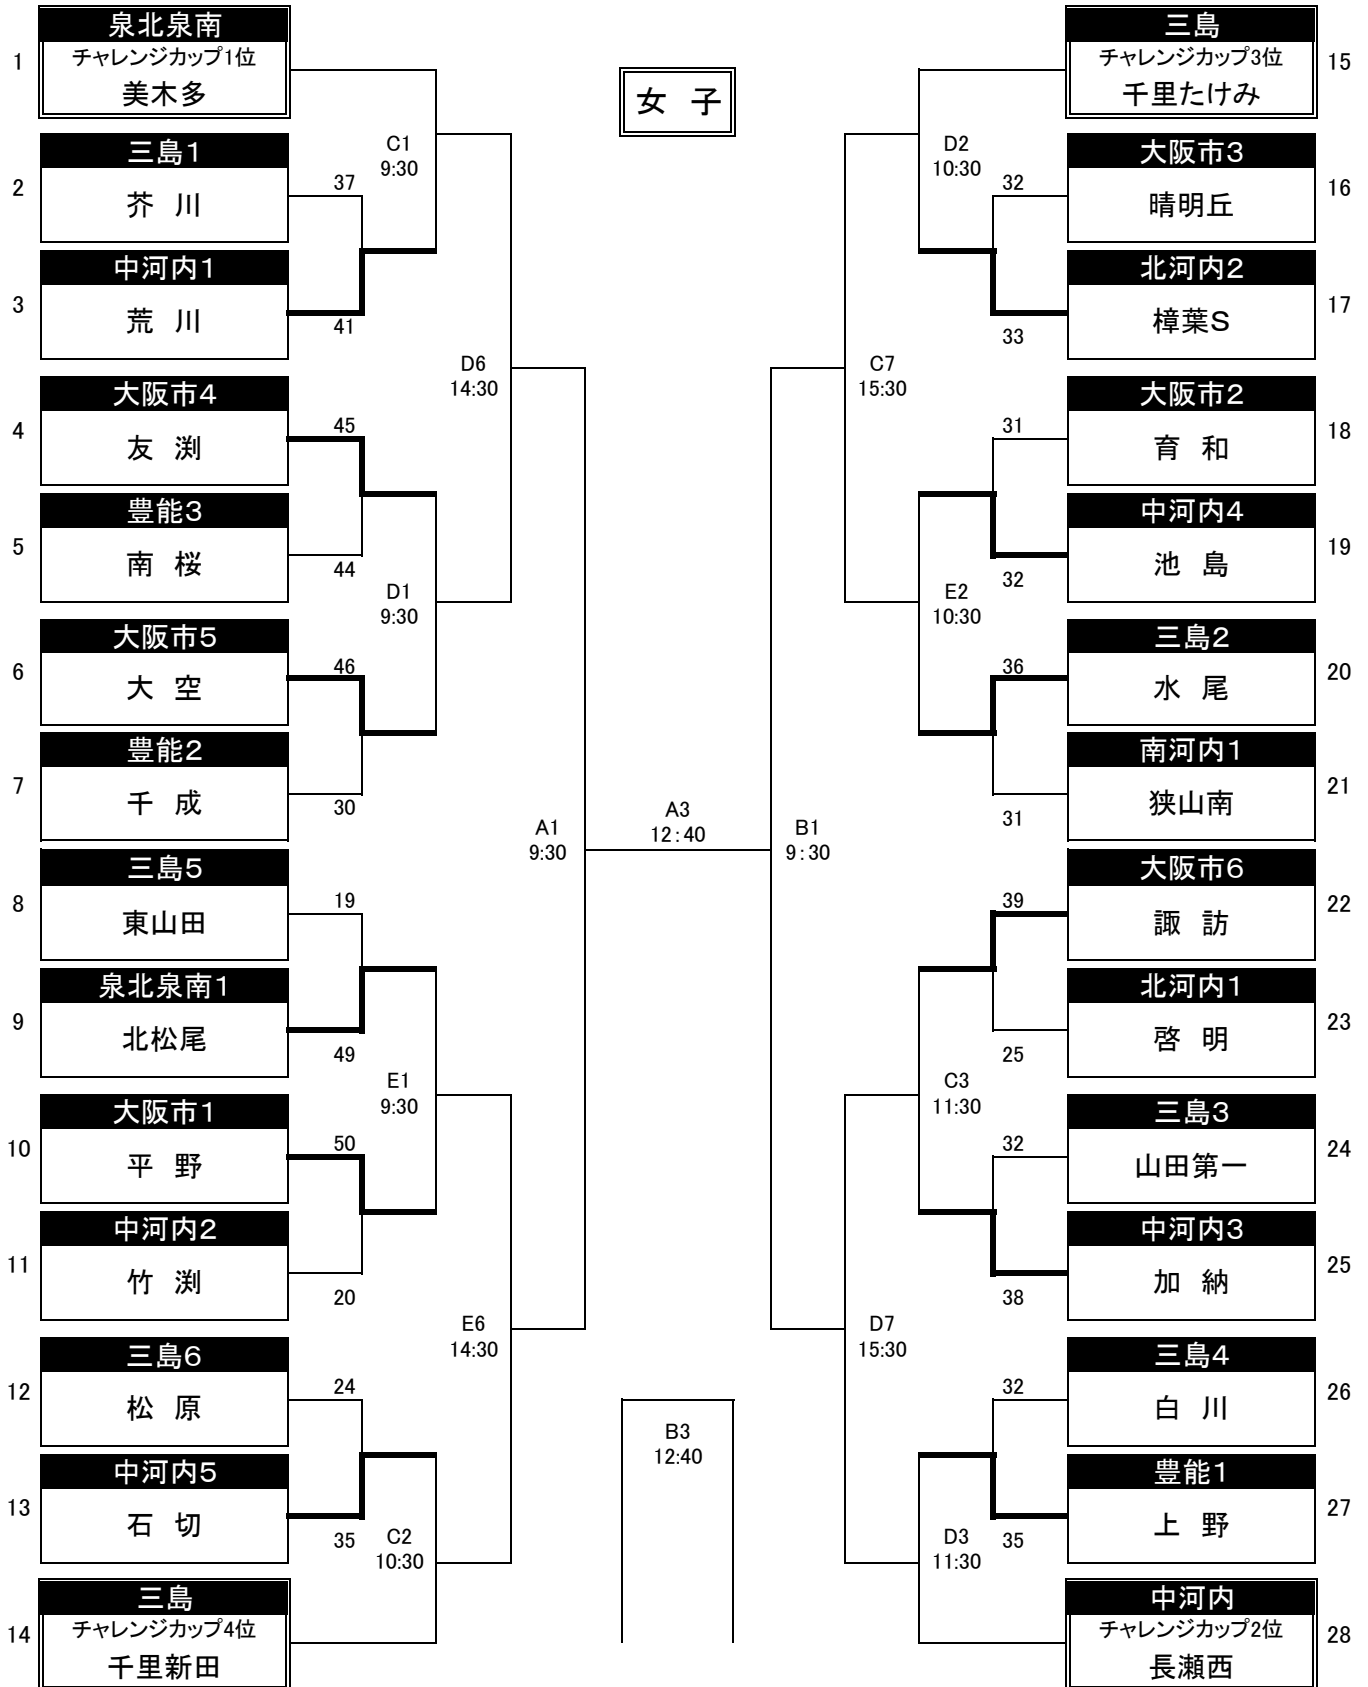 女 子
1
泉北泉南
チャレンジカップ1位
美木多
2
三島1
芥 川
37
3
中河内1
荒 川
41
C1
9:30
4
大阪市4
友 渕
45
5
豊能3
南 桜
44
D1
9:30
6
大阪市5
大 空
46
7
豊能2
千 成
30
D6
14:30
8
三島5
東山田
19
9
泉北泉南1
北松尾
49
E1
9:30
10
大阪市1
平 野
50
11
中河内2
竹 渕
20
E6
14:30
12
三島6
松 原
24
13
中河内5
石 切
35
C2
10:30
14
三島
チャレンジカップ4位
千里新田
A1
9:30
A3
12:40
B1
9:30
B3
12:40
三島
チャレンジカップ3位
千里たけみ
15
D2
10:30
大阪市3
晴明丘
16
32
北河内2
樟葉S
17
33
C7
15:30
大阪市2
育 和
18
31
中河内4
池 島
19
32
E2
10:30
三島2
水 尾
20
36
南河内1
狭山南
21
31
大阪市6
諏 訪
22
39
北河内1
啓 明
23
25
C3
11:30
三島3
山田第一
24
32
中河内3
加 納
25
38
D7
15:30
三島4
白 川
26
32
豊能1
上 野
27
35
D3
11:30
中河内
チャレンジカップ2位
長瀬西
28